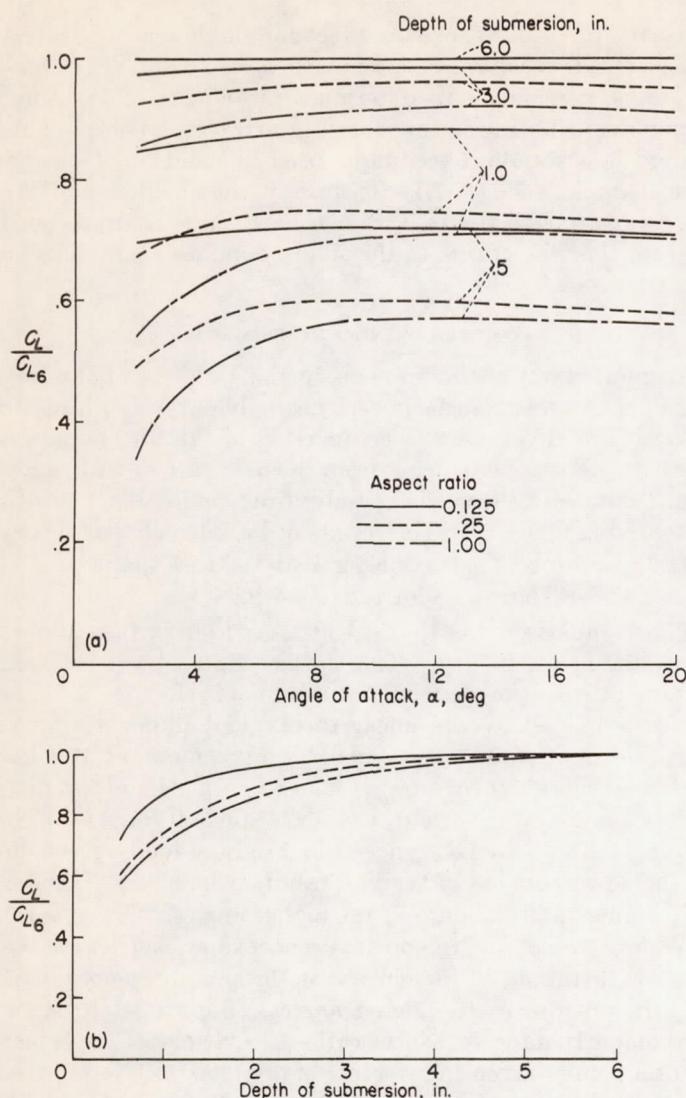 Depth of submersion, in.
6.0
1.0
3.0
.8
1.0
.6
.5
C_L
C_L6
.4
Aspect ratio
0.125
.25
1.00
.2
(a)
0 4 8 12 16 20
Angle of attack, α, deg
1.0
.8
C_L
C_L6
.6
.4
.2
(b)
0 1 2 3 4 5 6
Depth of submersion, in.